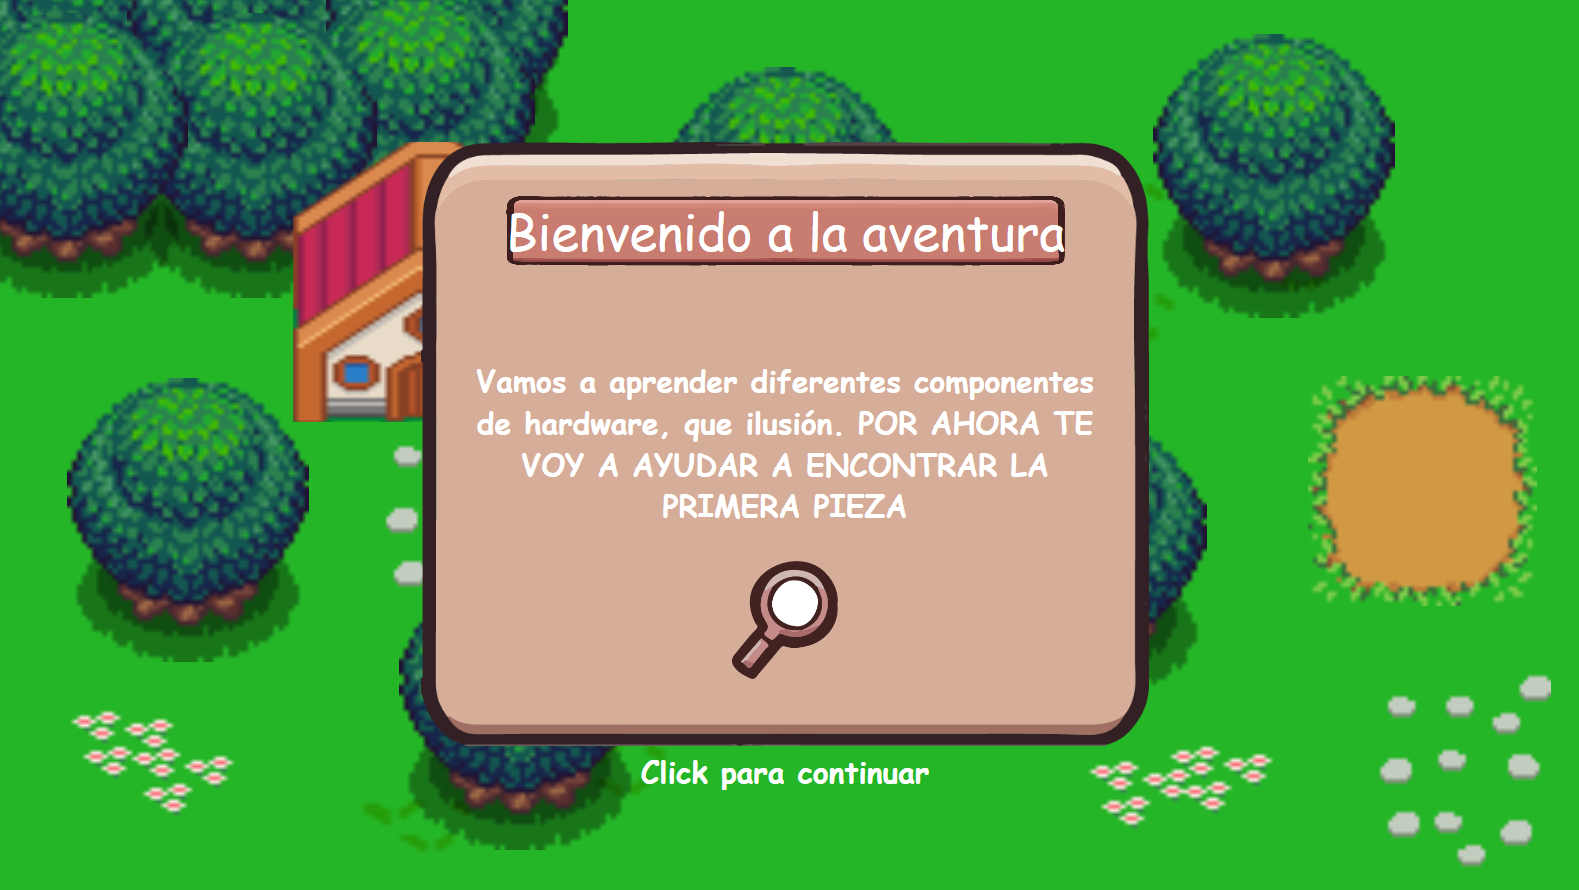 Bienvenido a la aventura
Vamos a aprender diferentes componentes
de hardware, que ilusión. POR AHORA TE
VOY A AYUDAR A ENCONTRAR LA
PRIMERA PIEZA
Click para continuar